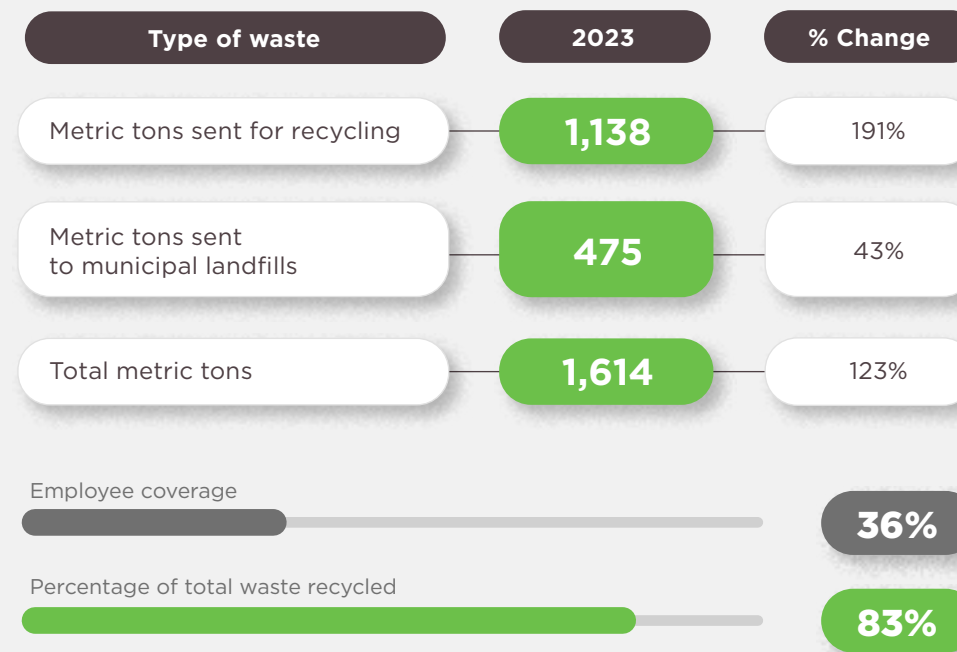 Type of waste 2023 % Change
Metric tons sent for recycling 1,138 191%
Metric tons sent
to municipal landfills 475 43%
Total metric tons 1,614 123%
Employee coverage
36%
Percentage of total waste recycled
83%